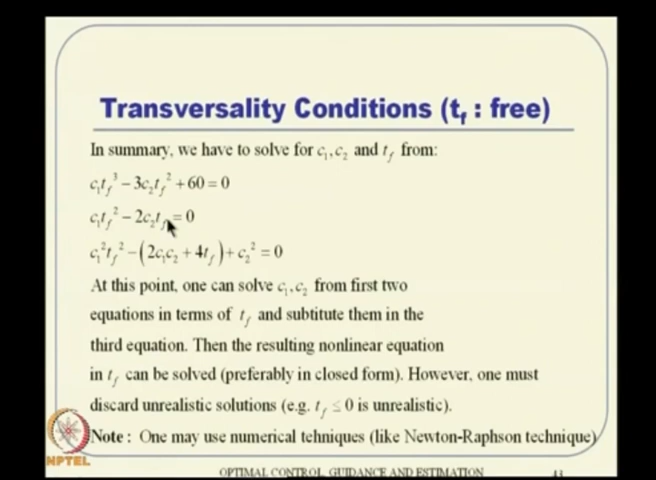 Transversality Conditions (t_f : free)
In summary, we have to solve for c₁, c₂ and t_f from:
c₁t_f³ − 3c₂t_f² + 60 = 0
c₁t_f² − 2c₂t_f = 0
c₁²t_f² − (2c₁c₂ + 4t_f) + c₂² = 0
At this point, one can solve c₁, c₂ from first two
equations in terms of t_f and subtitute them in the
third equation. Then the resulting nonlinear equation
in t_f can be solved (preferably in closed form). However, one must
discard unrealistic solutions (e.g. t_f ≤ 0 is unrealistic).
Note : One may use numerical tehniques (like Newton-Raphson technique)
NPTEL
OPTIMAL CONTROL, GUIDANCE AND ESTIMATION